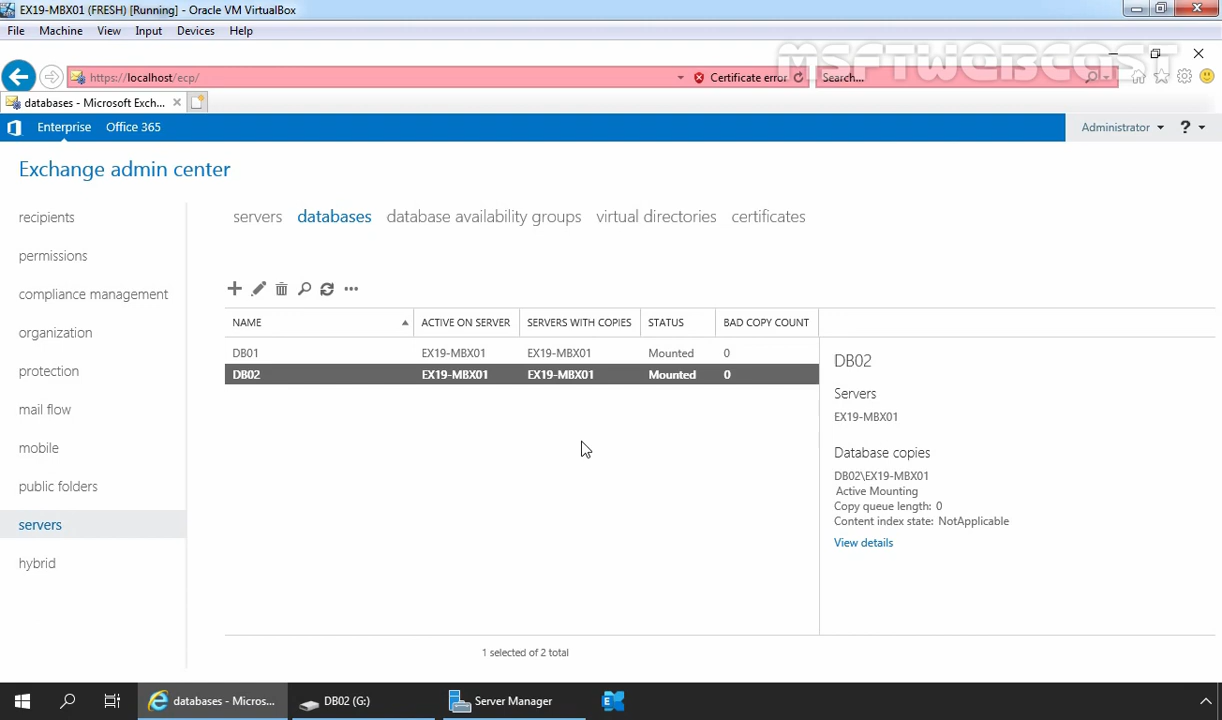 EX19-MBX01 (FRESH) [Running] - Oracle VM VirtualBox
File Machine View Input Devices Help
MSFTWEBCAST
https://localhost/ecp/ Certificate error Search...
databases - Microsoft Exch...
Enterprise Office 365 Administrator ?
Exchange admin center
recipients
permissions
compliance management
organization
protection
mail flow
mobile
public folders
servers
hybrid
servers databases database availability groups virtual directories certificates
NAME ACTIVE ON SERVER SERVERS WITH COPIES STATUS BAD COPY COUNT
DB01 EX19-MBX01 EX19-MBX01 Mounted 0
DB02 EX19-MBX01 EX19-MBX01 Mounted 0
1 selected of 2 total
DB02
Servers
EX19-MBX01
Database copies
DB02\EX19-MBX01
Active Mounting
Copy queue length: 0
Content index state: NotApplicable
View details
databases - Micros... DB02 (G:) Server Manager